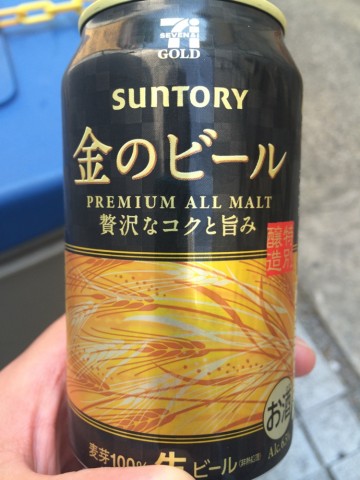 7i
SEVEN&i
GOLD
SUNTORY
金のビール
PREMIUM ALL MALT
贅沢なコクと旨み
特別
醸造
お酒
麦芽100%
生ビール